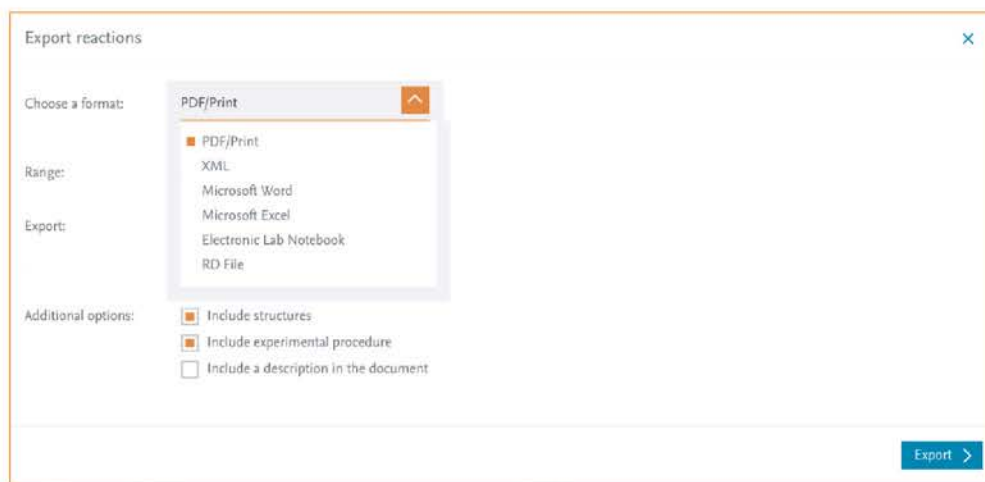 Export reactions
Choose a format: PDF/Print
PDF/Print
XML
Range:
Microsoft Word
Microsoft Excel
Export:
Electronic Lab Notebook
RD File
Additional options: Include structures
Include experimental procedure
Include a description in the document
Export